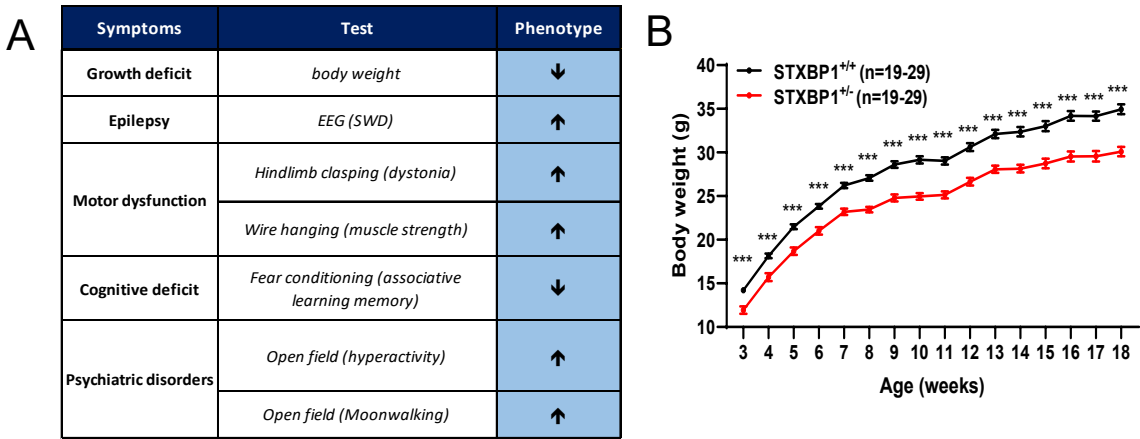 A
Symptoms Test Phenotype
Growth deficit body weight ↓
Epilepsy EEG (SWD) ↑
Motor dysfunction Hindlimb clasping (dystonia) ↑
Wire hanging (muscle strength) ↑
Cognitive deficit Fear conditioning (associative
learning memory) ↓
Psychiatric disorders Open field (hyperactivity) ↑
Open field (Moonwalking) ↑
B
STXBP1+/+ (n=19-29)
STXBP1+/- (n=19-29)
Body weight (g)
40
35
30
25
20
15
10
*** *** *** *** *** *** *** *** *** *** *** *** *** *** *** ***
3 4 5 6 7 8 9 10 11 12 13 14 15 16 17 18
Age (weeks)